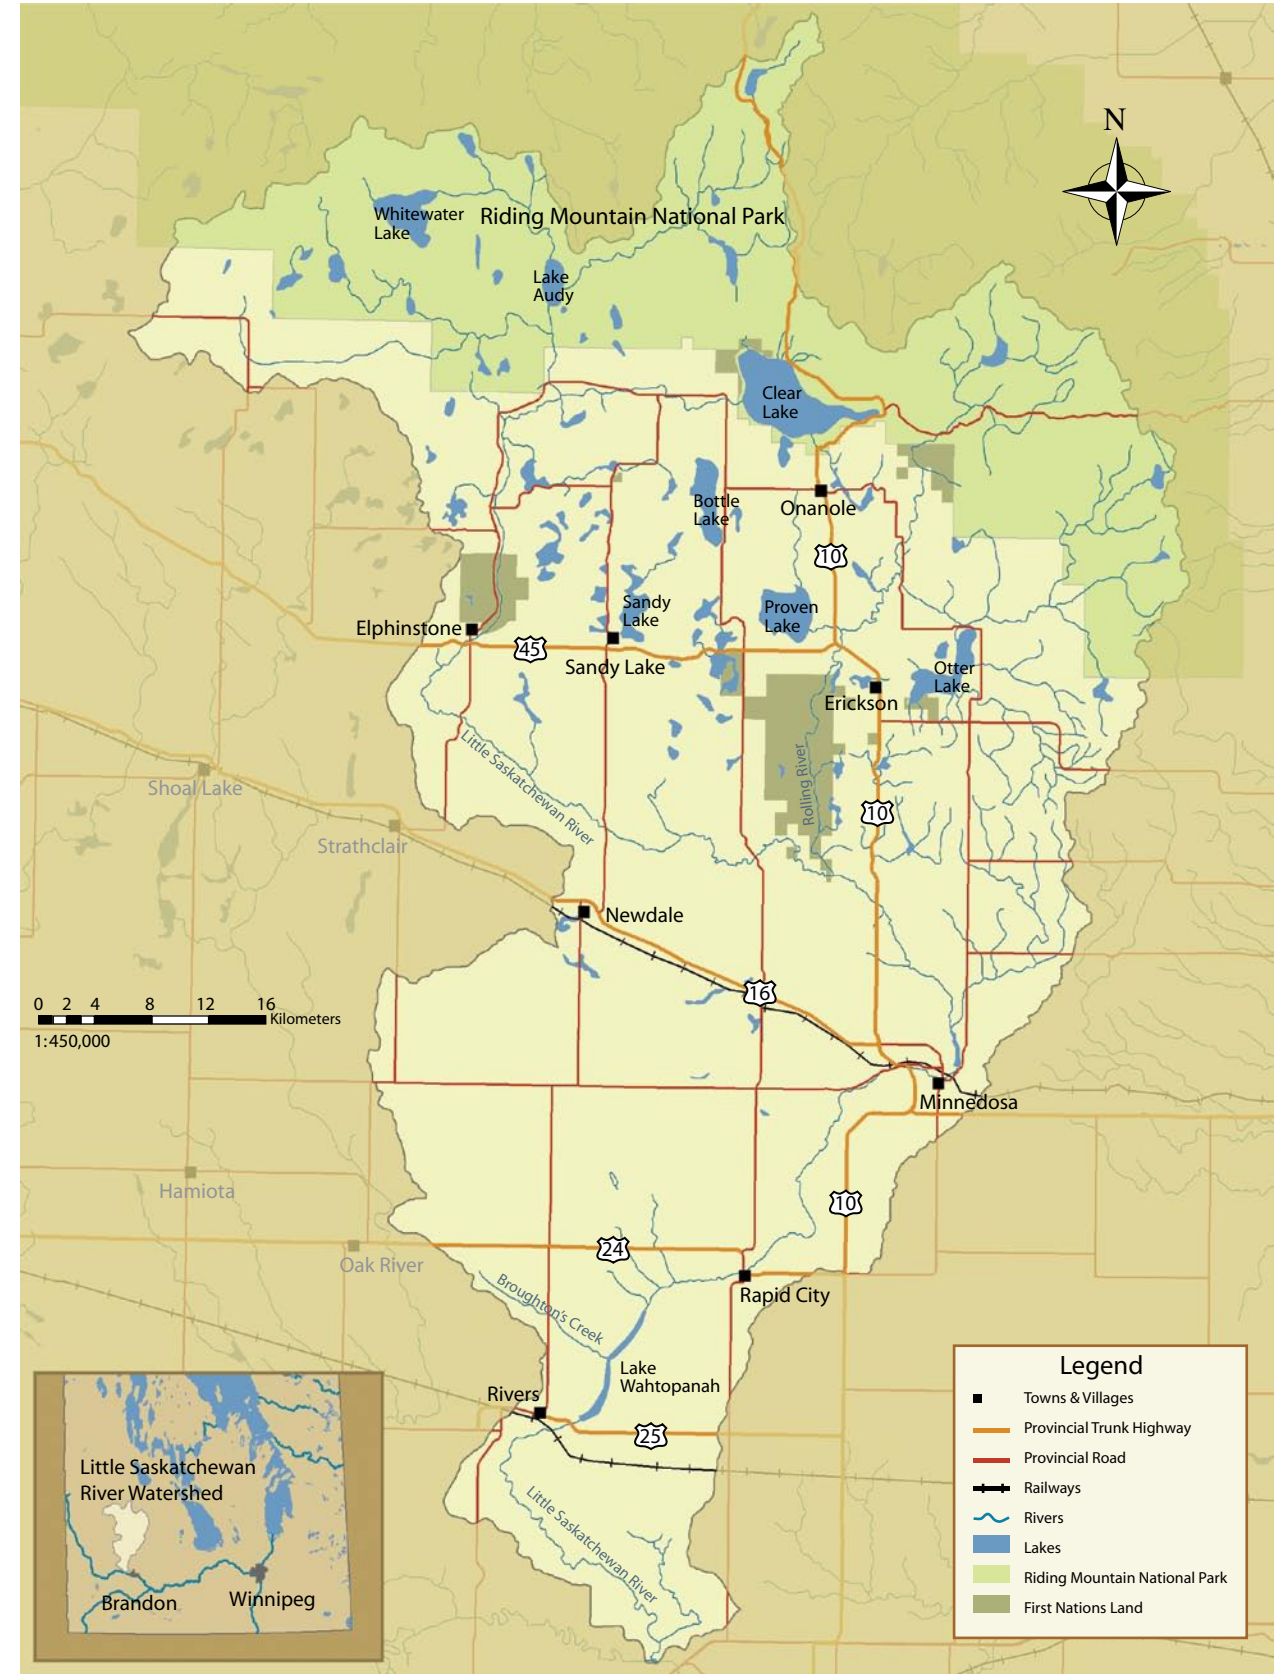 N
Whitewater
Lake
Riding Mountain National Park
Lake
Audy
Clear
Lake
Bottle
Lake
Onanole
10
Sandy
Lake
Proven
Lake
Elphinstone
45
Sandy Lake
Otter
Lake
Erickson
Little Saskatchewan River
Rolling River
Shoal Lake
10
Strathclair
Newdale
16
0 2 4 8 12 16
Kilometers
1:450,000
Minnedosa
Hamiota
10
24
Oak River
Broughton's Creek
Rapid City
Lake
Wahtopanah
Rivers
25
Little Saskatchewan River
Little Saskatchewan
River Watershed
Brandon
Winnipeg
Legend
Towns & Villages
Provincial Trunk Highway
Provincial Road
Railways
Rivers
Lakes
Riding Mountain National Park
First Nations Land